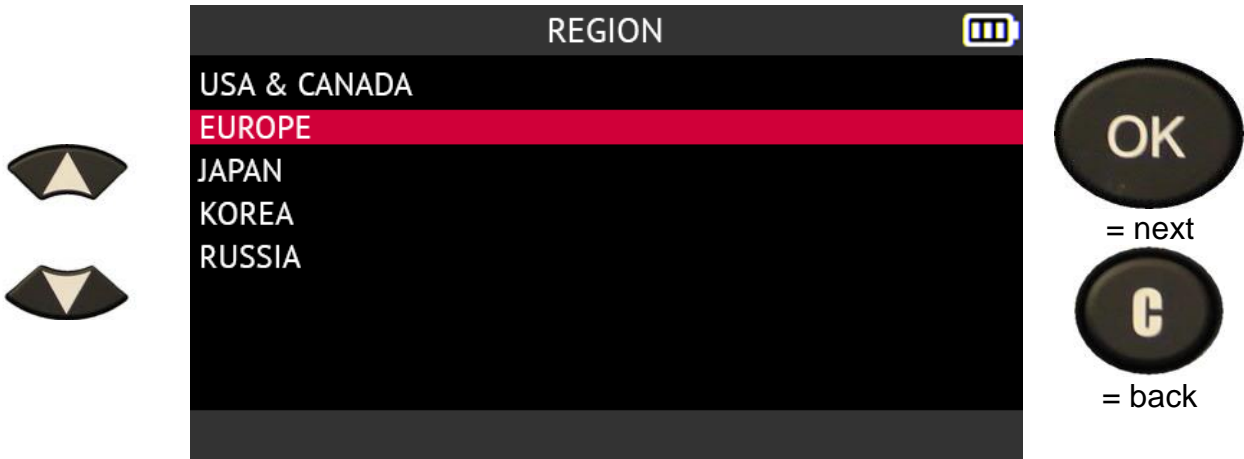 REGION
USA & CANADA
EUROPE
JAPAN
KOREA
RUSSIA
OK
= next
C
= back